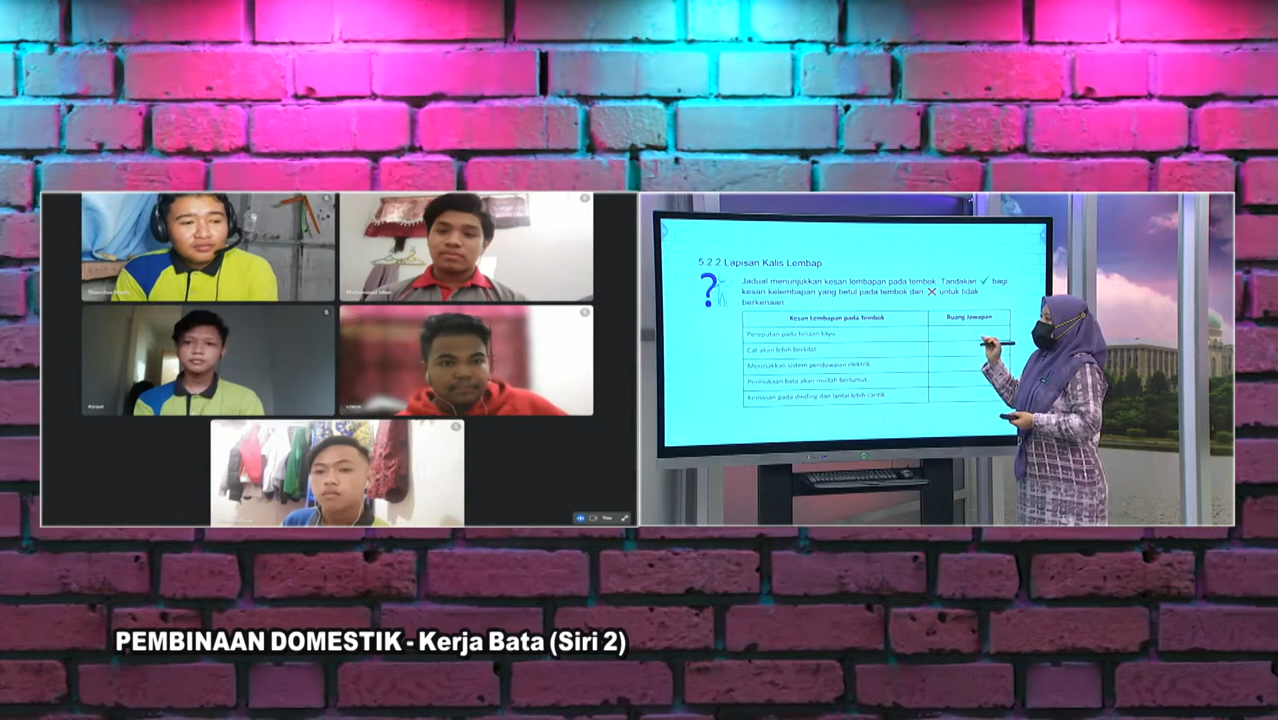 5.2.2 Lapisan Kalis Lembap
Jadual menunjukkan kesan lembapan pada tembok. Tandakan ✓ bagi
kesan kelembapan yang betul pada tembok dan ✗ untuk tidak
berkenaan
Kesan Lembapan pada Tembok
Ruang Jawapan
Pereputan pada kayu
Cat akan lebih berkilat
Merosakkan sistem pendawaian elektrik
Permukaan bata akan mudah berlumut
Kemasan pada dinding dan lantai lebih cantik
You
PEMBINAAN DOMESTIK - Kerja Bata (Siri 2)